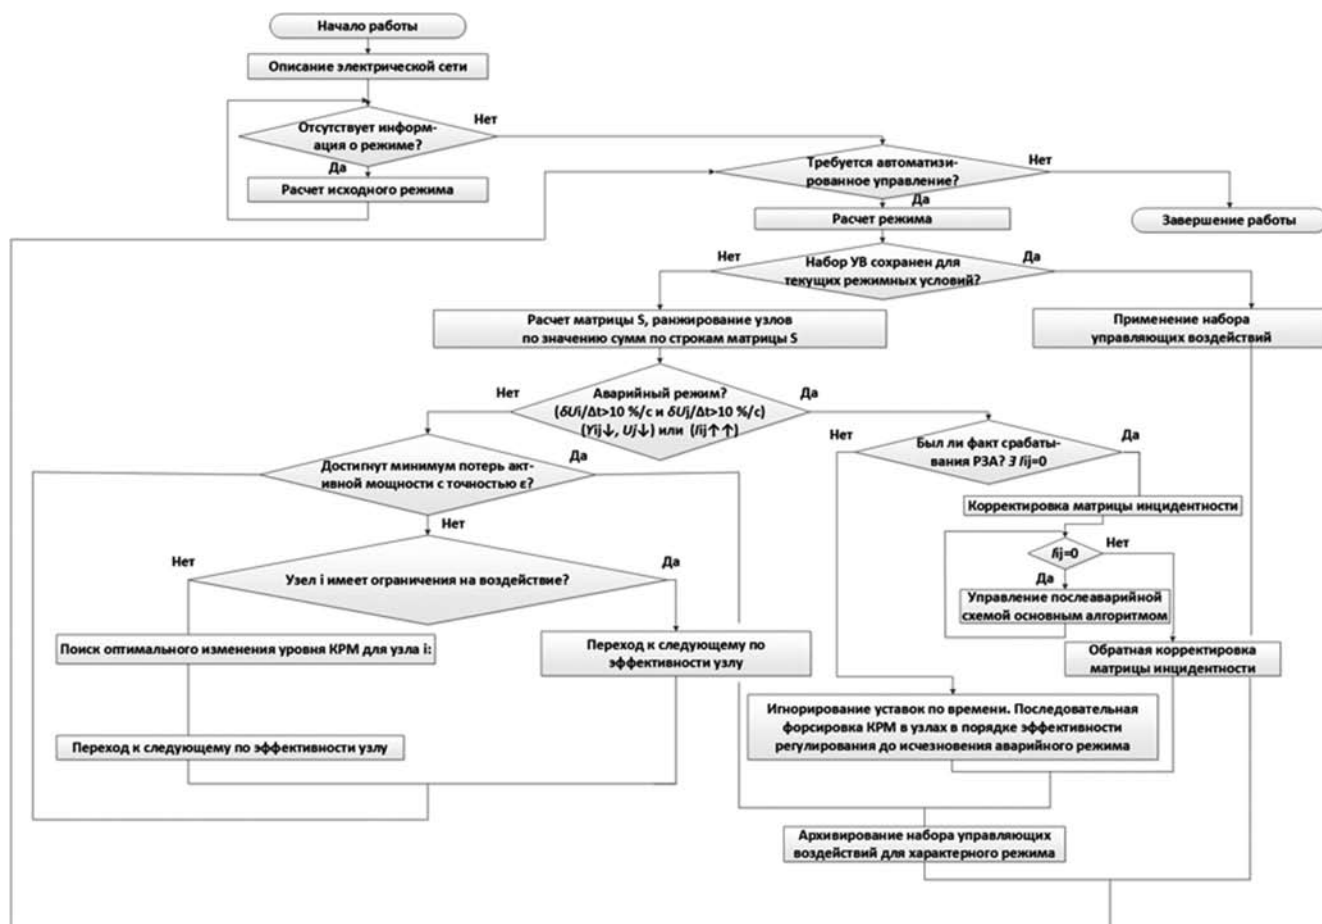 Начало работы
Описание электрической сети
Отсутствует информ-
ация о режиме?
Нет
Да
Расчет исходного режима
Требуется автоматизи-
рованное управление?
Нет
Да
Расчет режима
Завершение работы
Нет
Набор УВ сохранен для
текущих режимных условий?
Да
Расчет матрицы S, ранжирование узлов
по значению сумм по строкам матрицы S
Применение набора
управляющих воздействий
Нет
Аварийный режим?
(δUi/Δt>10 %/с и δUj/Δt>10 %/с)
(Yij↓, Uj↓) или (Iij↑↑)
Да
Нет
Был ли факт срабаты-
вания РЗА? ∃ Iij=0
Да
Достигнут минимум потерь акт-
ивной мощности с точностью ε?
Да
Нет
Корректировка матрицы инцидентности
Iij=0
Нет
Да
Управление послеаварийной
схемой основным алгоритмом
Обратная корректировка
матрицы инцидентности
Нет
Узел i имеет ограничения на воздействие?
Да
Поиск оптимального изменения уровня КРМ для узла i:
Переход к следующему по
эффективности узлу
Переход к следующему по эффективности узлу
Игнорирование уставок по времени. Последовательная
форсировка КРМ в узлах в порядке эффективности
регулирования до исчезновения аварийного режима
Архивирование набора управляющих
воздействий для характерного режима